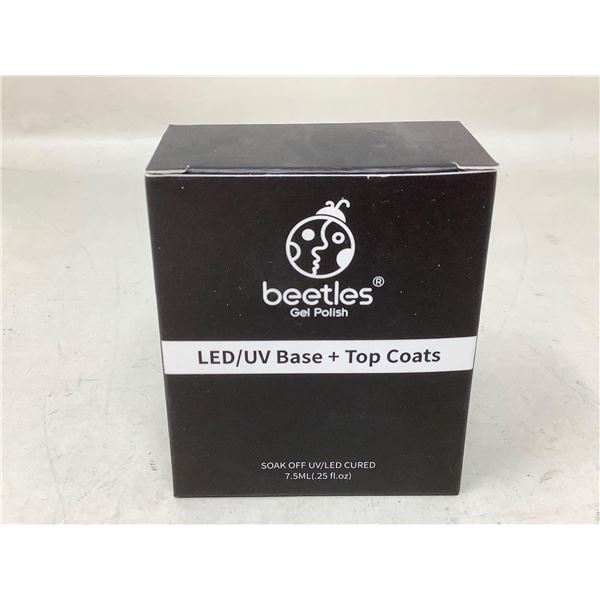 beetles®
Gel Polish
LED/UV Base + Top Coats
SOAK OFF UV/LED CURED
7.5ML(.25 fl.oz)